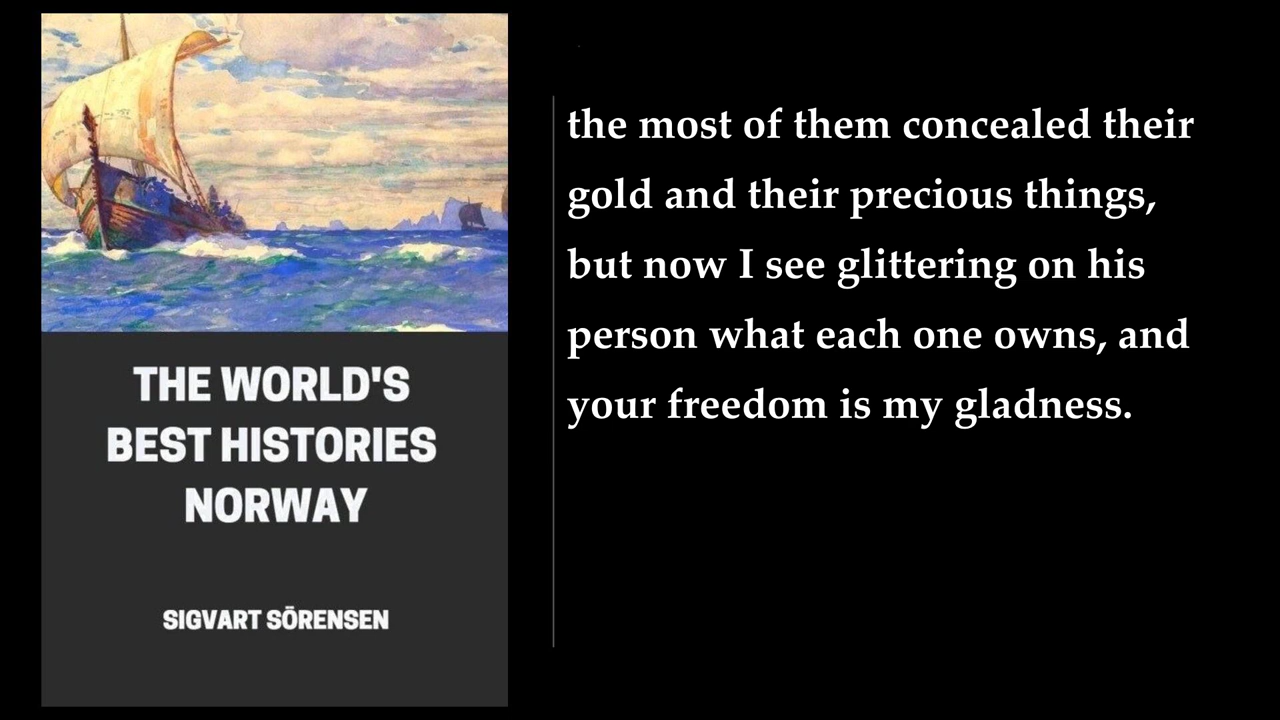 THE WORLD'S
BEST HISTORIES
NORWAY
SIGVART SÖRENSEN
the most of them concealed their
gold and their precious things,
but now I see glittering on his
person what each one owns, and
your freedom is my gladness.